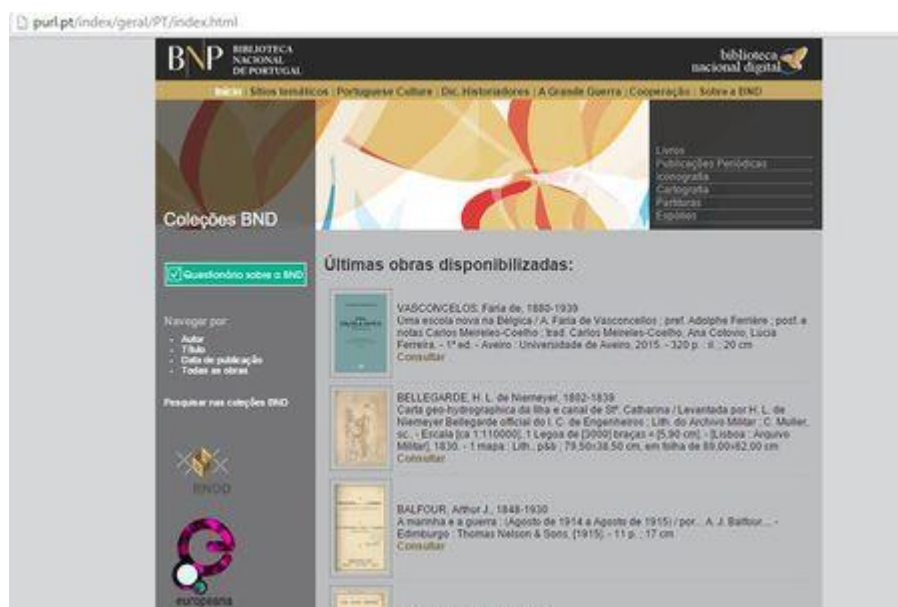 purl.pt/index/geral/PT/index.html
BNP BIBLIOTECA
NACIONAL
DE PORTUGAL
biblioteca
nacional digital
Início | Sítios temáticos | Portuguese Culture | Dic. Historiadores | A Grande Guerra | Cooperação | Sobre a BND
Livros
Publicações Periódicas
Iconografia
Cartografia
Partituras
Espólios
Coleções BND
Questionário sobre a BND
Navegar por:
- Autor
- Título
- Data de publicação
- Todas as obras
Pesquisar nas coleções BND
BNDD
europeana
Últimas obras disponibilizadas:
VASCONCELOS, Faria de, 1880-1939
Uma escola nova na Bélgica / A. Faria de Vasconcellos ; pref. Adolphe Ferrière ; post. e
notas Carlos Meireles-Coelho ; trad. Carlos Meireles-Coelho, Ana Cotovio, Lúcia
Ferreira. - 1ª ed. - Aveiro : Universidade de Aveiro, 2015. - 320 p. : il. ; 20 cm
Consultar
BELLEGARDE, H. L. de Niemeyer, 1802-1839
Carta geo-hydrographica da Ilha e canal de Stª. Catharina / Levantada por H. L. de
Niemeyer Bellegarde official do I. C. de Engenheiros ; Lith. do Archivo Militar ; C. Muller,
sc.. - Escala [ca 1:110000], 1 Legoa de [3000] braças = [5,90 cm]. - [Lisboa : Arquivo
Militar], 1830. - 1 mapa : Lith., p&b ; 79,50x38,50 cm, em folha de 89,00x62,00 cm
Consultar
BALFOUR, Arthur J., 1848-1930
A marinha e a guerra : (Agosto de 1914 a Agosto de 1915) / por... A. J. Balfour.... -
Edimburgo : Thomas Nelson & Sons, [1915]. - 11 p. ; 17 cm
Consultar